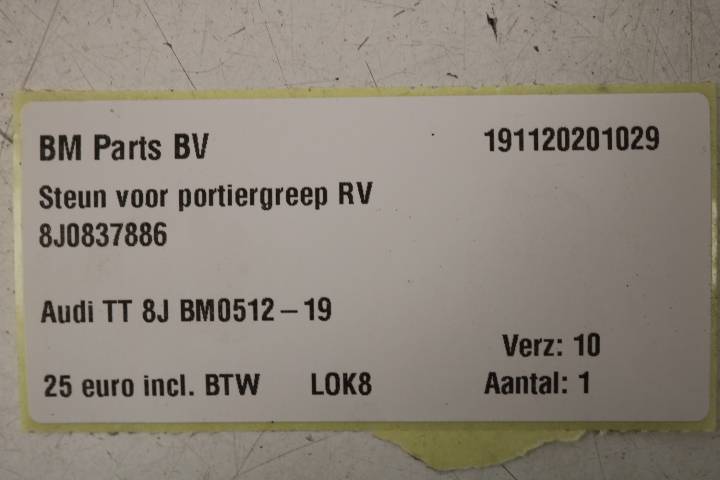 BM Parts BV 191120201029
Steun voor portiergreep RV
8J0837886
Audi TT 8J BM0512-19
Verz: 10
25 euro incl. BTW LOK8 Aantal: 1